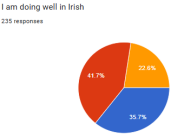 I am doing well in Irish
235 responses
22.6%
41.7%
35.7%